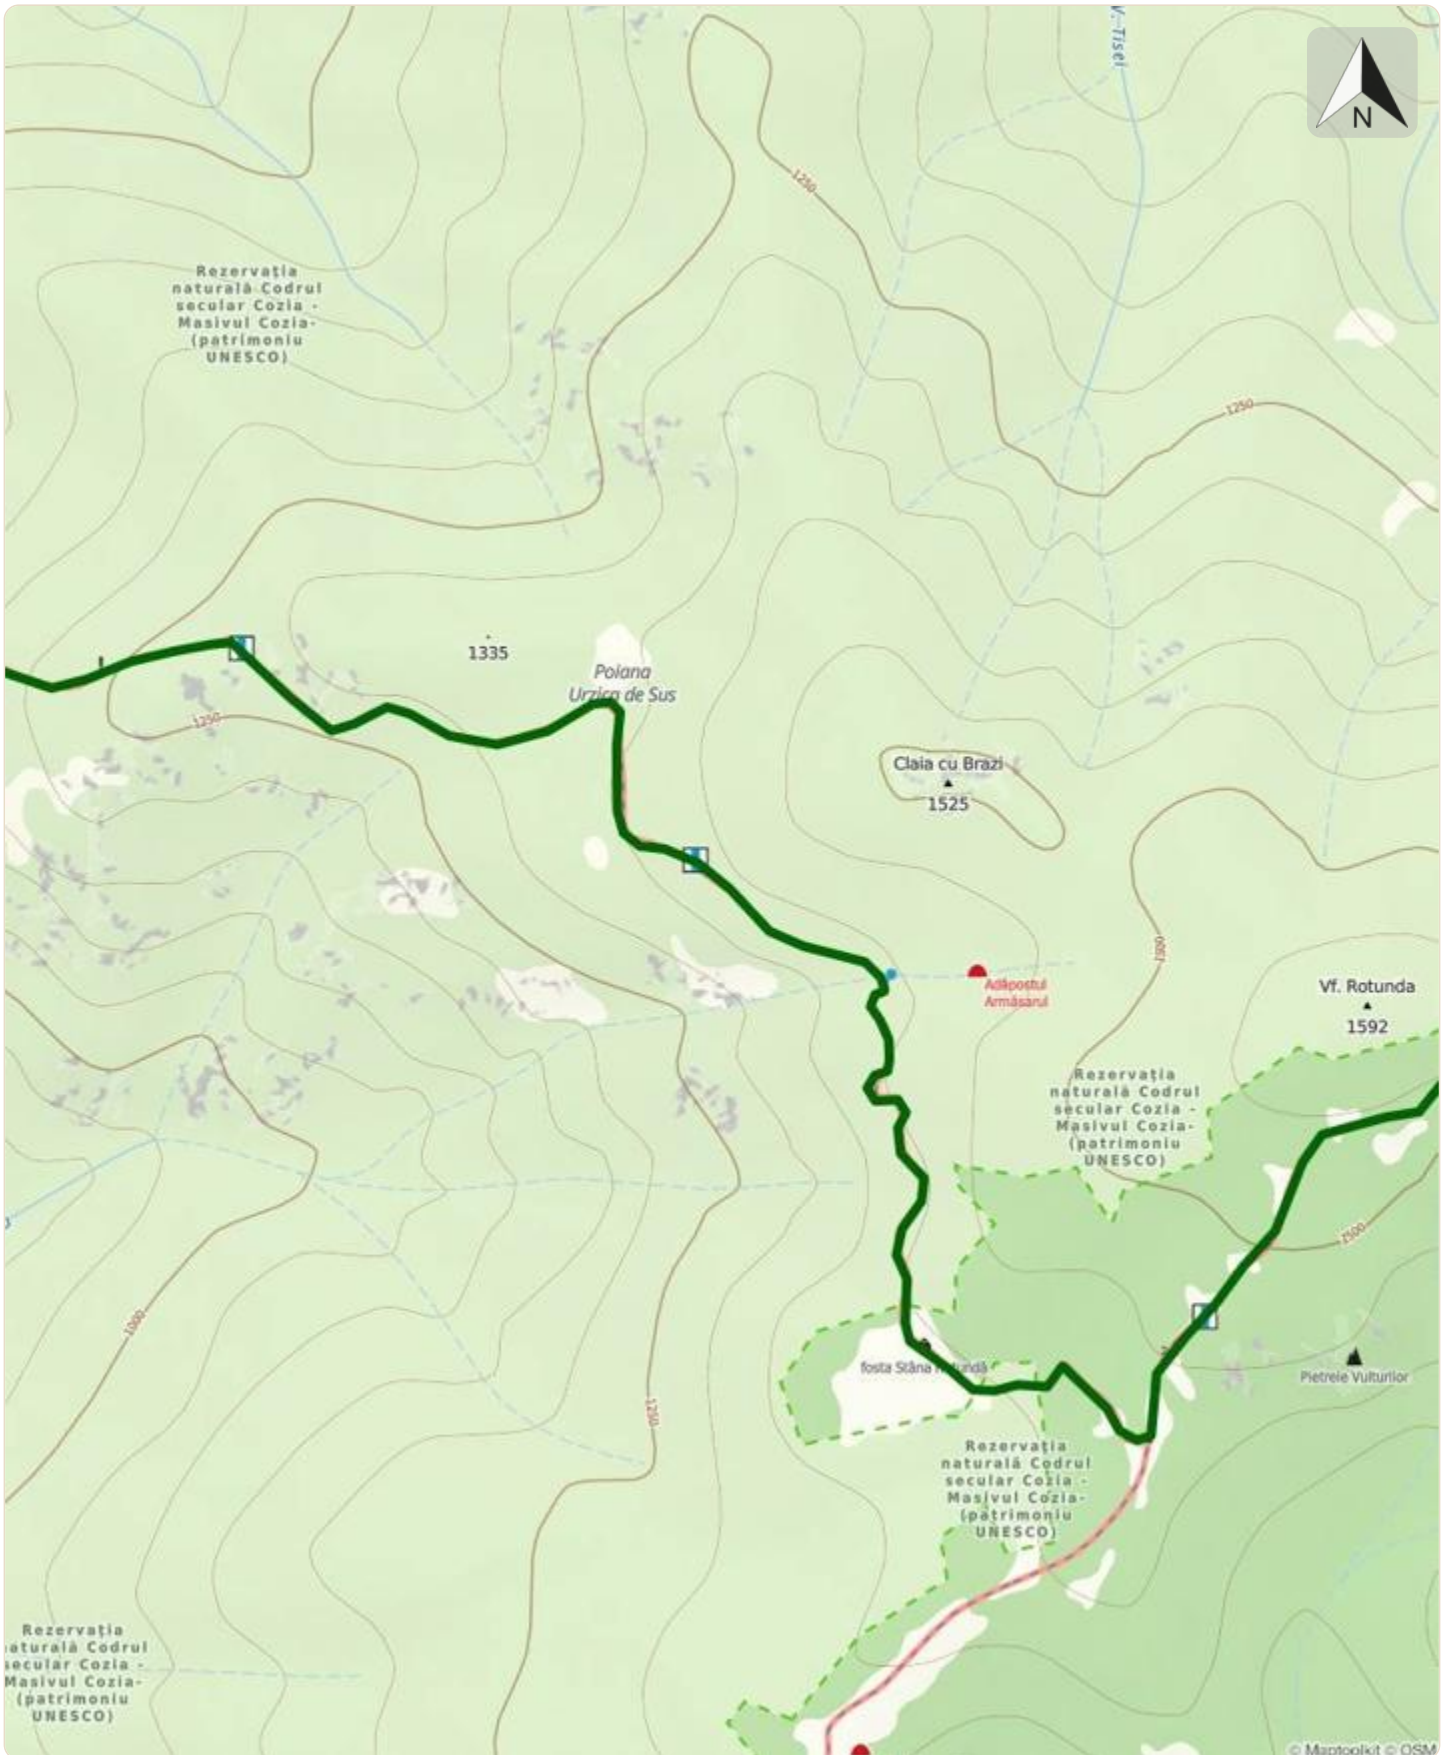 V. Tisei
N
1250
Rezervația
naturală Codrul
secular Cozia -
Masivul Cozia-
(patrimoniu
UNESCO)
1250
1335
Poiana
Urzica de Sus
1250
Claia cu Brazi
1525
1500
Adăpostul
Armăsarul
Vf. Rotunda
1592
Rezervația
naturală Codrul
secular Cozia -
Masivul Cozia-
(patrimoniu
UNESCO)
1500
1000
fosta Stâna Rotundă
Pietrele Vulturilor
1250
Rezervația
naturală Codrul
secular Cozia -
Masivul Cozia-
(patrimoniu
UNESCO)
Rezervația
naturală Codrul
secular Cozia -
Masivul Cozia-
(patrimoniu
UNESCO)
© Maptoolkit © OSM